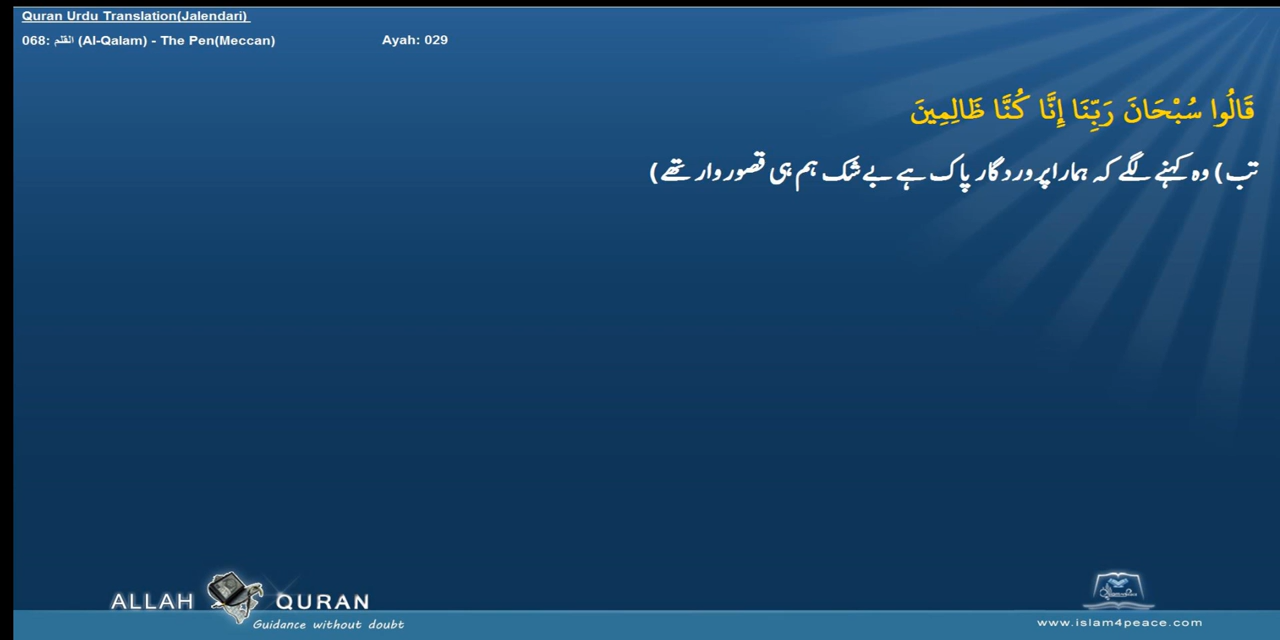 Quran Urdu Translation(Jalendari)
068: القلم (Al-Qalam) - The Pen(Meccan) Ayah: 029
قَالُوا سُبْحَانَ رَبِّنَا إِنَّا كُنَّا ظَالِمِينَ
تب) وہ کہنے لگے کہ ہمارا پروردگار پاک ہے بےشک ہم ہی قصوروار تھے)
ALLAH QURAN
Guidance without doubt
www.islam4peace.com